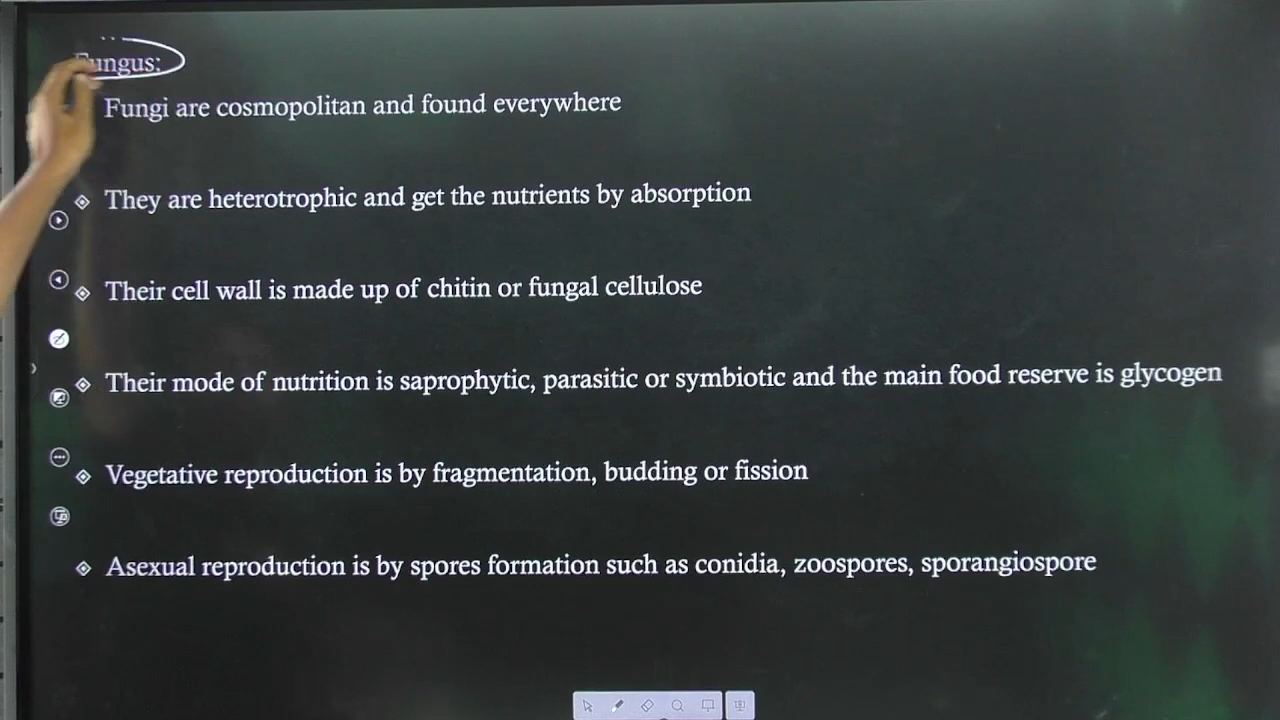 Fungus:
Fungi are cosmopolitan and found everywhere
They are heterotrophic and get the nutrients by absorption
Their cell wall is made up of chitin or fungal cellulose
Their mode of nutrition is saprophytic, parasitic or symbiotic and the main food reserve is glycogen
Vegetative reproduction is by fragmentation, budding or fission
Asexual reproduction is by spores formation such as conidia, zoospores, sporangiospore